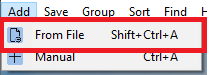 Add Save Group Sort Find H
From File Shift+Ctrl+A
Manual Ctrl+A